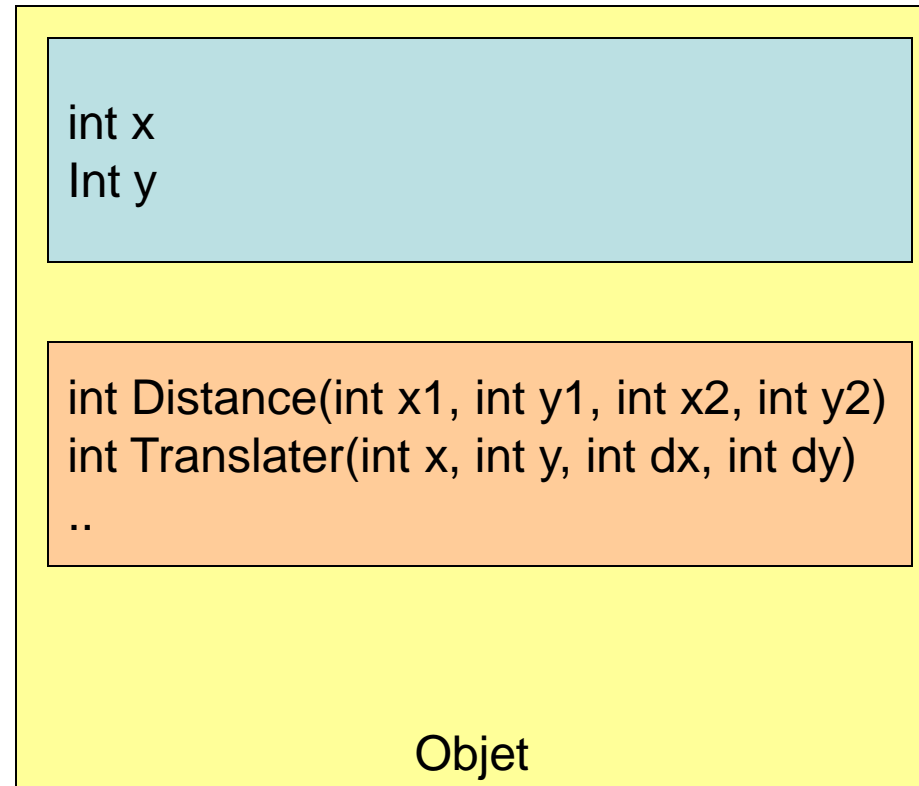 int x
Int y
int Distance(int x1, int y1, int x2, int y2)
int Translater(int x, int y, int dx, int dy)
..
Objet